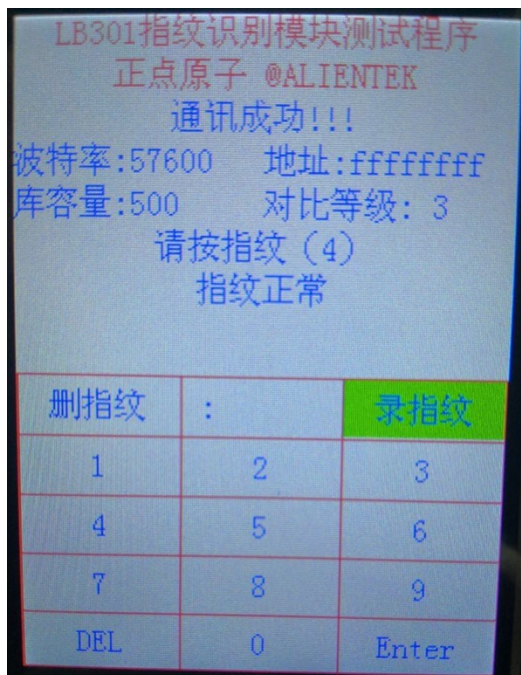 LB301指纹识别模块测试程序
正点原子 @ALIENTEK
通讯成功!!!
波特率:57600 地址:ffffffff
库容量:500 对比等级: 3
请按指纹（4）
指纹正常
删指纹 : 录指纹
1 2 3
4 5 6
7 8 9
DEL 0 Enter